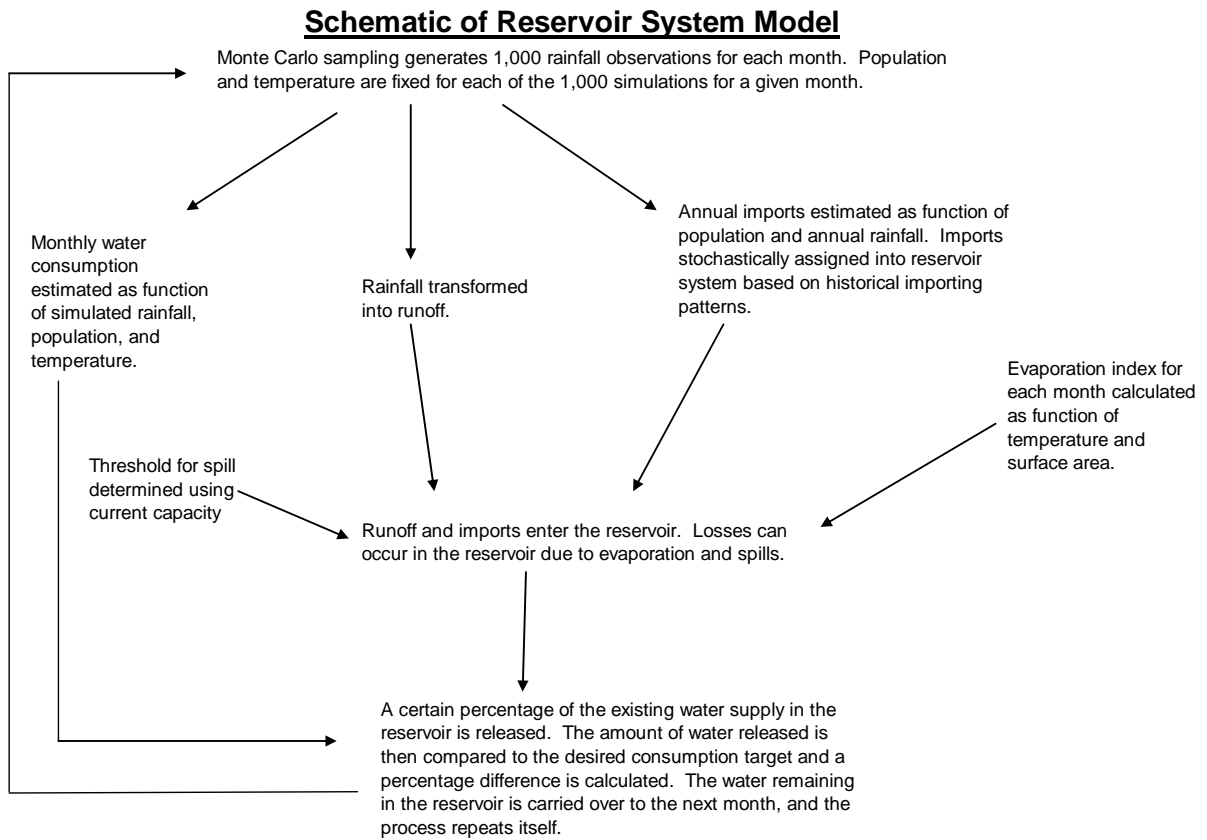 Schematic of Reservoir System Model
Monte Carlo sampling generates 1,000 rainfall observations for each month.  Population
and temperature are fixed for each of the 1,000 simulations for a given month.
Annual imports estimated as function of
population and annual rainfall.  Imports
stochastically assigned into reservoir
system based on historical importing
patterns.
Monthly water
consumption
estimated as function
of simulated rainfall,
population, and
temperature.
Rainfall transformed
into runoff.
Evaporation index for
each month calculated
as function of
temperature and
surface area.
Threshold for spill
determined using
current capacity
Runoff and imports enter the reservoir.  Losses can
occur in the reservoir due to evaporation and spills.
A certain percentage of the existing water supply in the
reservoir is released.  The amount of water released is
then compared to the desired consumption target and a
percentage difference is calculated.  The water remaining
in the reservoir is carried over to the next month, and the
process repeats itself.